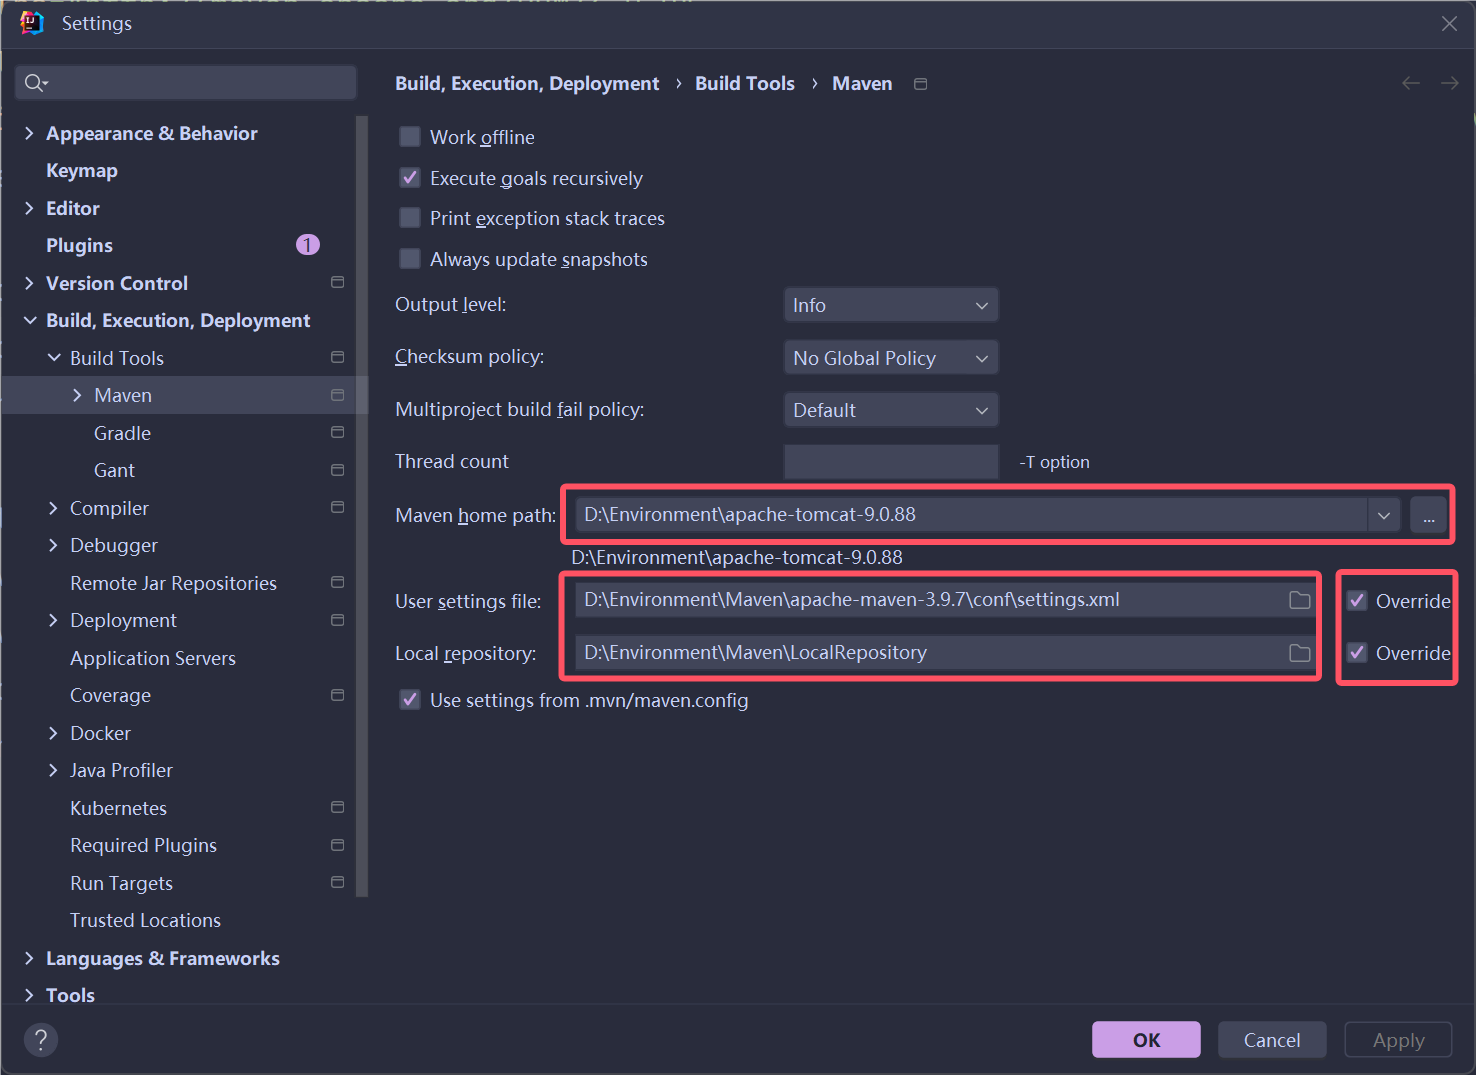 Settings
Build, Execution, Deployment › Build Tools › Maven
Appearance & Behavior
Keymap
Editor
Plugins 1
Version Control
Build, Execution, Deployment
Build Tools
Maven
Gradle
Gant
Compiler
Debugger
Remote Jar Repositories
Deployment
Application Servers
Coverage
Docker
Java Profiler
Kubernetes
Required Plugins
Run Targets
Trusted Locations
Languages & Frameworks
Tools
Work offline
Execute goals recursively
Print exception stack traces
Always update snapshots
Output level: Info
Checksum policy: No Global Policy
Multiproject build fail policy: Default
Thread count -T option
Maven home path: D:\Environment\apache-tomcat-9.0.88 ...
D:\Environment\apache-tomcat-9.0.88
User settings file: D:\Environment\Maven\apache-maven-3.9.7\conf\settings.xml Override
Local repository: D:\Environment\Maven\LocalRepository Override
Use settings from .mvn/maven.config
? OK Cancel Apply